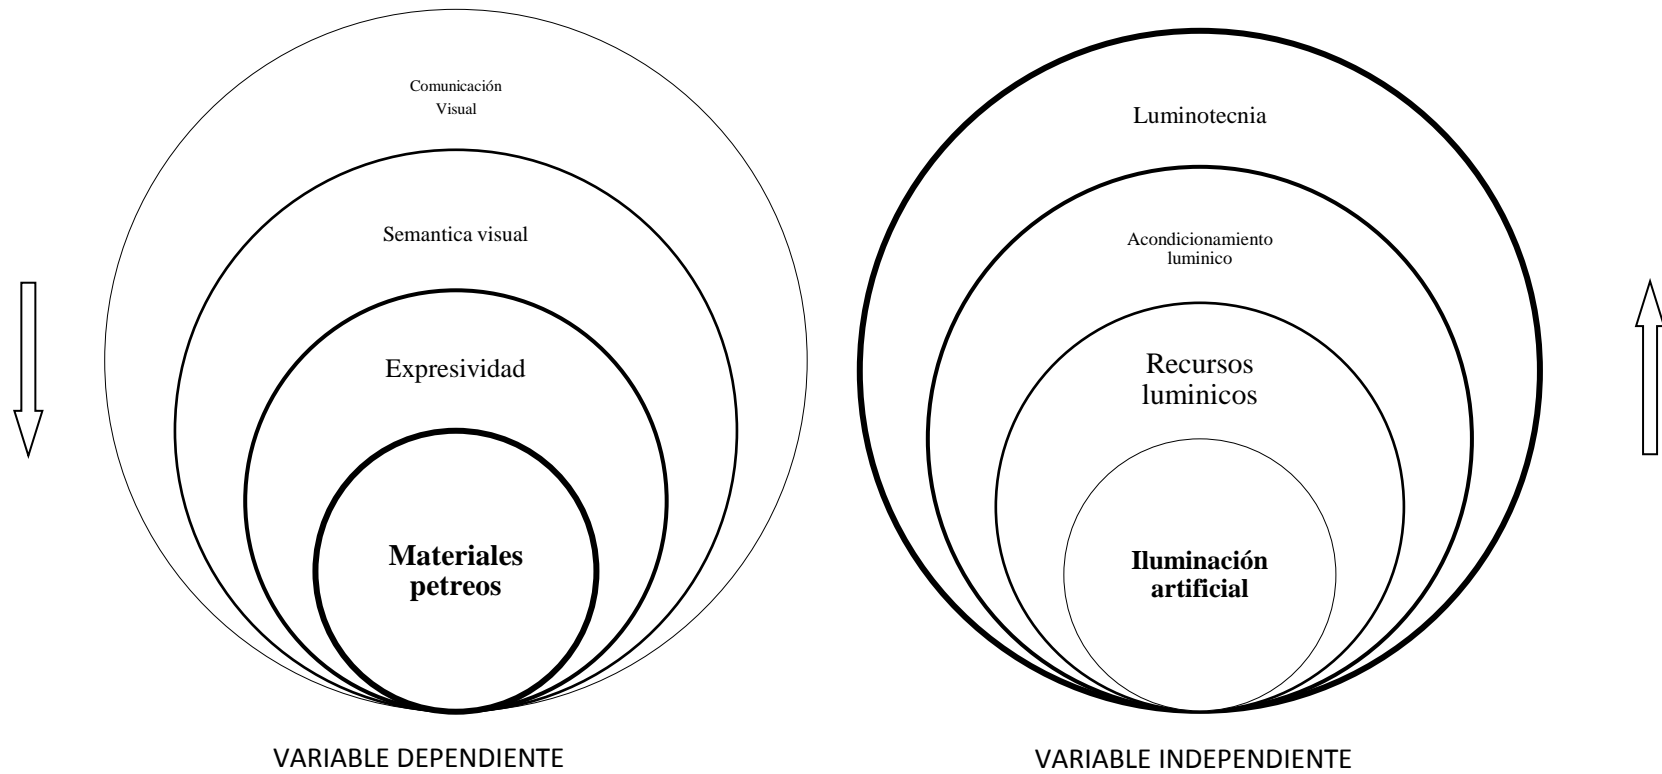 Comunicación
Visual
Semantica visual
Expresividad
Materiales
petreos
VARIABLE DEPENDIENTE
Luminotecnia
Acondicionamiento
luminico
Recursos
luminicos
Iluminación
artificial
VARIABLE INDEPENDIENTE